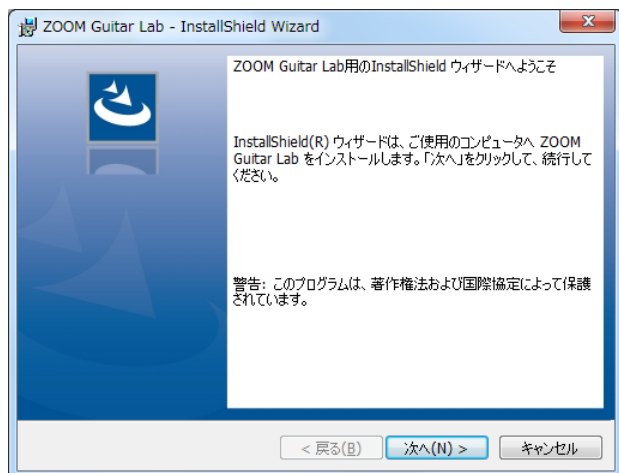 ZOOM Guitar Lab - InstallShield Wizard
ZOOM Guitar Lab用のInstallShield ウィザードへようこそ
InstallShield(R) ウィザードは、ご使用のコンピュータへ ZOOM
Guitar Lab をインストールします。「次へ」をクリックして、続行して
ください。
警告: このプログラムは、著作権法および国際協定によって保護
されています。
< 戻る(B)
次へ(N) >
キャンセル